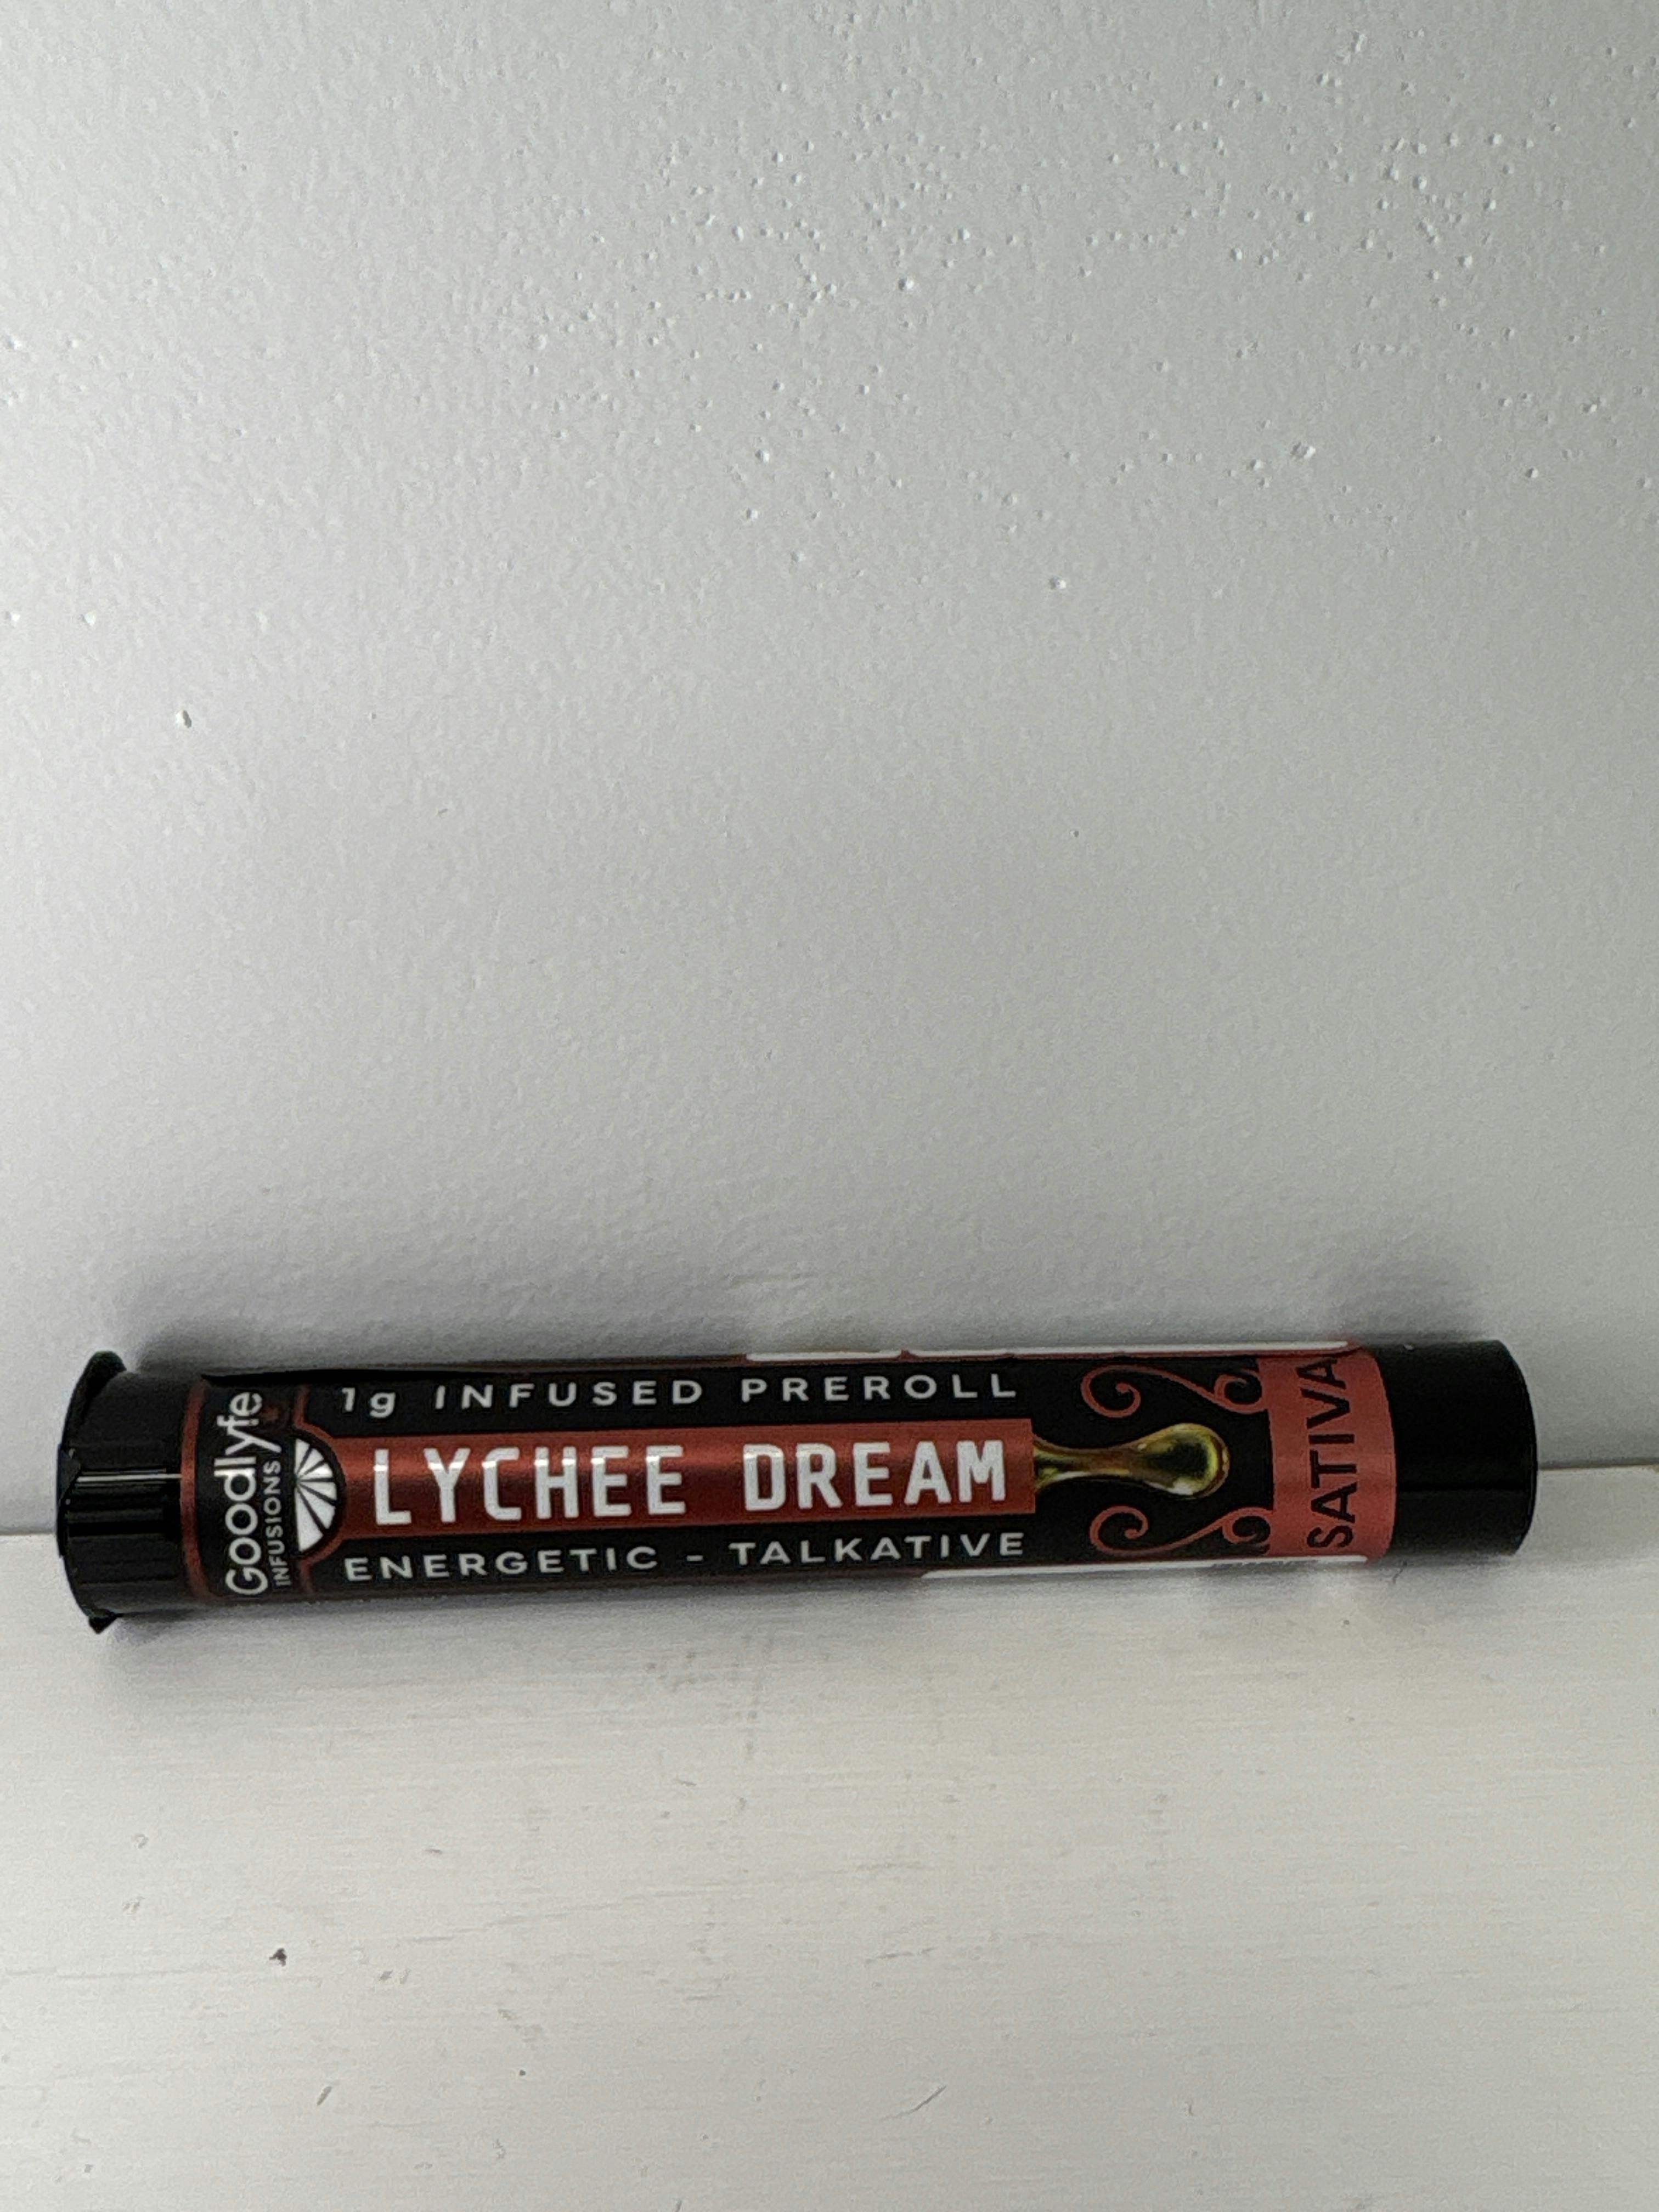 Goodlyfe
INFUSIONS
1g INFUSED PREROLL
LYCHEE DREAM
ENERGETIC - TALKATIVE
SATIVA